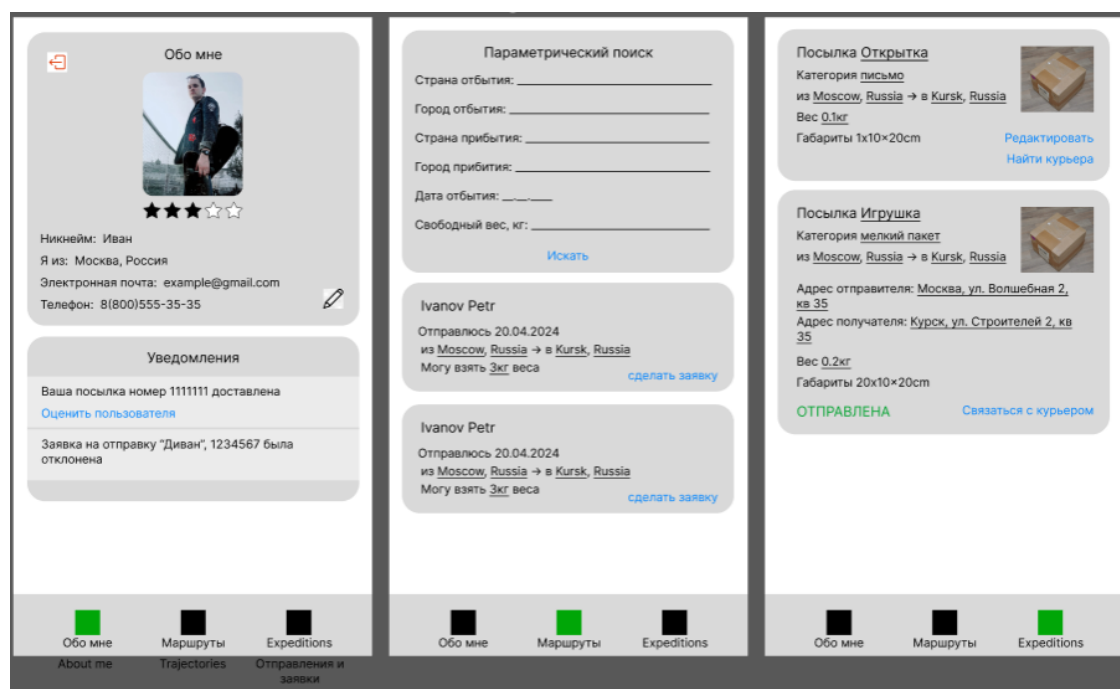 Обо мне
Никнейм: Иван
Я из: Москва, Россия
Электронная почта: example@gmail.com
Телефон: 8(800)555-35-35
Уведомления
Ваша посылка номер 1111111 доставлена
Оценить пользователя
Заявка на отправку "Диван", 1234567 была
отклонена
Обо мне
Маршруты
Expeditions
About me
Trajectories
Отправления и
заявки
Параметрический поиск
Страна отбытия:
Город отбытия:
Страна прибытия:
Город прибития:
Дата отбытия: __.__.____
Свободный вес, кг:
Искать
Ivanov Petr
Отправлюсь 20.04.2024
из Moscow, Russia → в Kursk, Russia
Могу взять 3кг веса
сделать заявку
Ivanov Petr
Отправлюсь 20.04.2024
из Moscow, Russia → в Kursk, Russia
Могу взять 3кг веса
сделать заявку
Обо мне
Маршруты
Expeditions
Посылка Открытка
Категория письмо
из Moscow, Russia → в Kursk, Russia
Вес 0.1кг
Габариты 1x10×20cm
Редактировать
Найти курьера
Посылка Игрушка
Категория мелкий пакет
из Moscow, Russia → в Kursk, Russia
Адрес отправителя: Москва, ул. Волшебная 2,
кв 35
Адрес получателя: Курск, ул. Строителей 2, кв
35
Вес 0.2кг
Габариты 20x10×20cm
ОТПРАВЛЕНА
Связаться с курьером
Обо мне
Маршруты
Expeditions